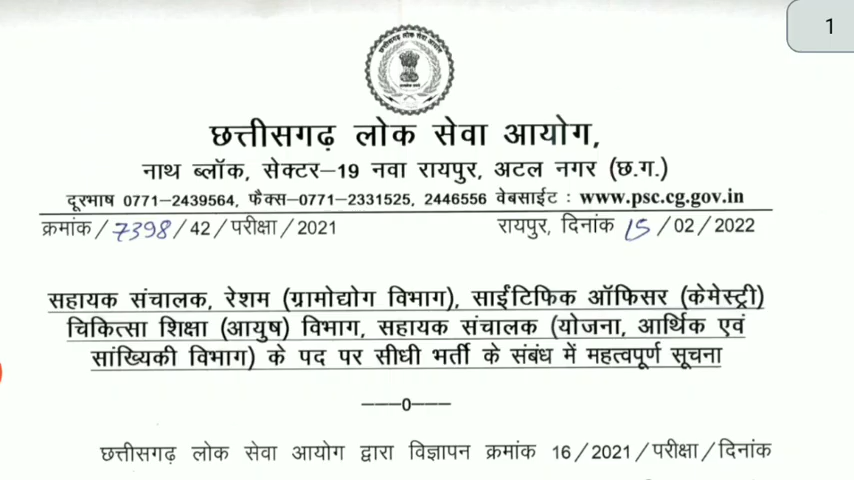 1
छत्तीसगढ़ लोक सेवा आयोग
छत्तीसगढ़ लोक सेवा आयोग,
नाथ ब्लॉक, सेक्टर–19 नवा रायपुर, अटल नगर (छ.ग.)
दूरभाष 0771–2439564, फैक्स–0771–2331525, 2446556 वेबसाईट : www.psc.cg.gov.in
क्रमांक/7398/42/परीक्षा/2021 रायपुर, दिनांक 15/02/2022
सहायक संचालक, रेशम (ग्रामोद्योग विभाग), साईंटिफिक ऑफिसर (केमेस्ट्री)
चिकित्सा शिक्षा (आयुष) विभाग, सहायक संचालक (योजना, आर्थिक एवं
सांख्यिकी विभाग) के पद पर सीधी भर्ती के संबंध में महत्वपूर्ण सूचना
——0——
छत्तीसगढ़ लोक सेवा आयोग द्वारा विज्ञापन क्रमांक 16/2021/परीक्षा/दिनांक